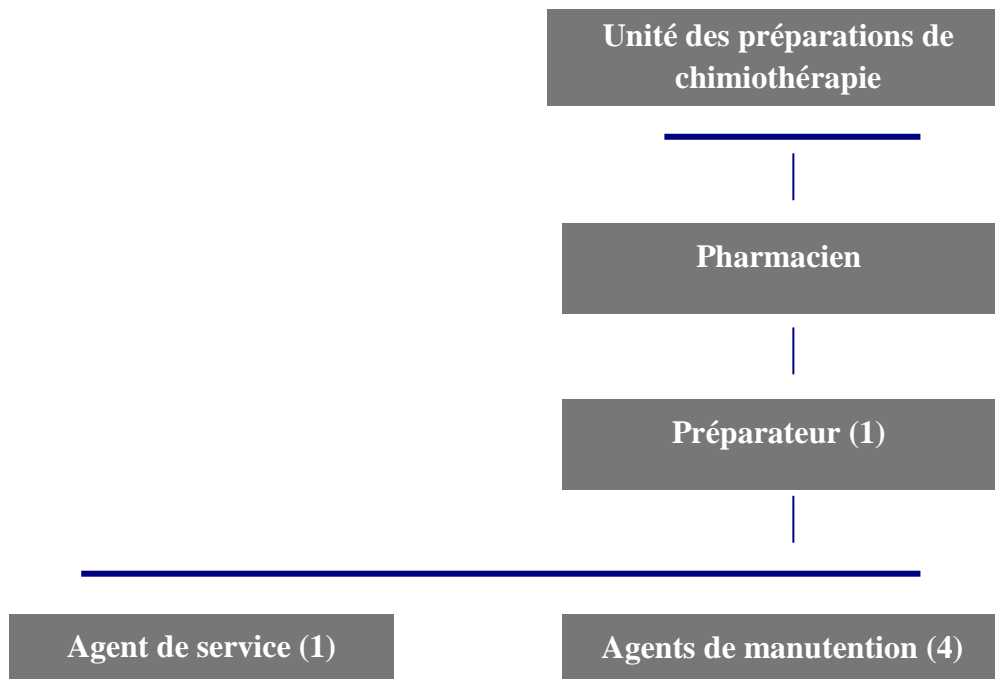 Unité des préparations de
chimiothérapie
Pharmacien
Préparateur (1)
Agent de service (1)
Agents de manutention (4)